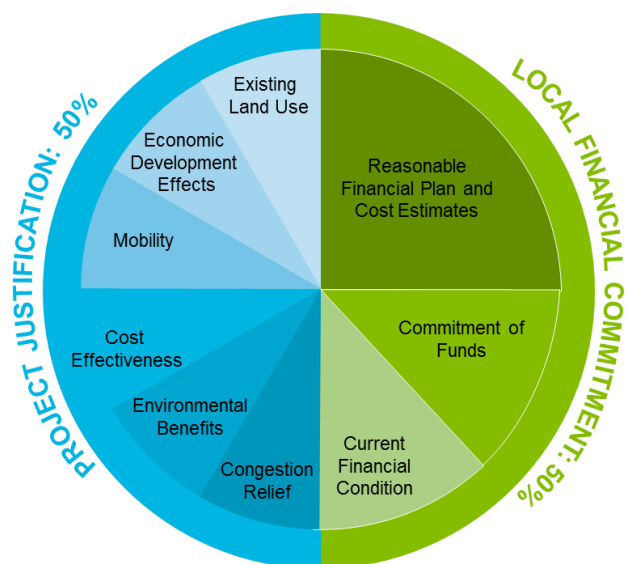 PROJECT JUSTIFICATION: 50%
LOCAL FINANCIAL COMMITMENT: 50%
Existing
Land Use
Economic
Development
Effects
Mobility
Cost
Effectiveness
Environmental
Benefits
Congestion
Relief
Reasonable
Financial Plan and
Cost Estimates
Commitment of
Funds
Current
Financial
Condition